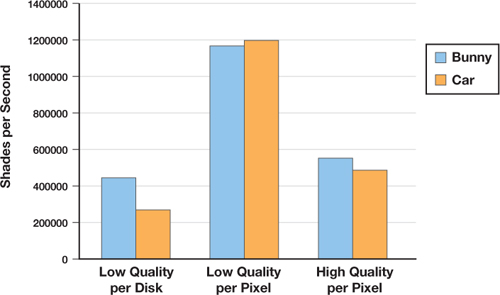 1400000
1200000
1000000
800000
600000
400000
200000
0
Shades per Second
Low Quality
per Disk
Low Quality
per Pixel
High Quality
per Pixel
Bunny
Car